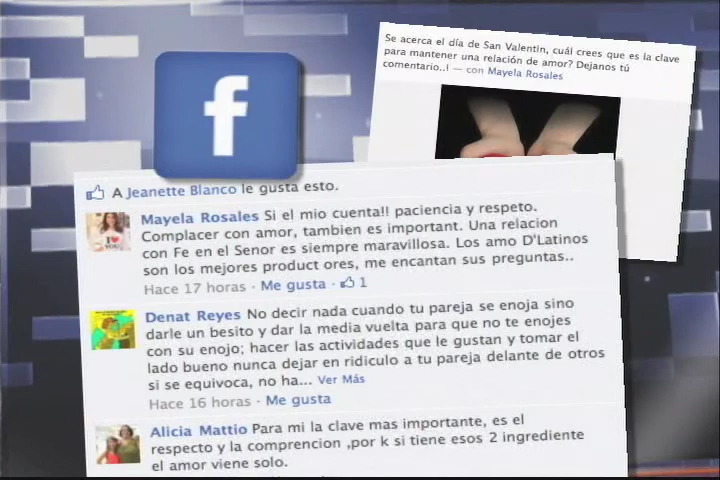 Se acerca el día de San Valentin, cuál crees que es la clave
para mantener una relación de amor? Dejanos tú
comentario..! — con Mayela Rosales
f
A Jeanette Blanco le gusta esto.
Mayela Rosales Si el mio cuenta!! paciencia y respeto.
Complacer con amor, tambien es important. Una relacion
con Fe en el Senor es siempre maravillosa. Los amo D'Latinos
son los mejores product ores, me encantan sus preguntas..
Hace 17 horas · Me gusta · 1
Denat Reyes No decir nada cuando tu pareja se enoja sino
darle un besito y dar la media vuelta para que no te enojes
con su enojo; hacer las actividades que le gustan y tomar el
lado bueno nunca dejar en ridiculo a tu pareja delante de otros
si se equivoca, no ha... Ver Más
Hace 16 horas · Me gusta
Alicia Mattio Para mi la clave mas importante, es el
respecto y la comprencion ,por k si tiene esos 2 ingrediente
el amor viene solo.